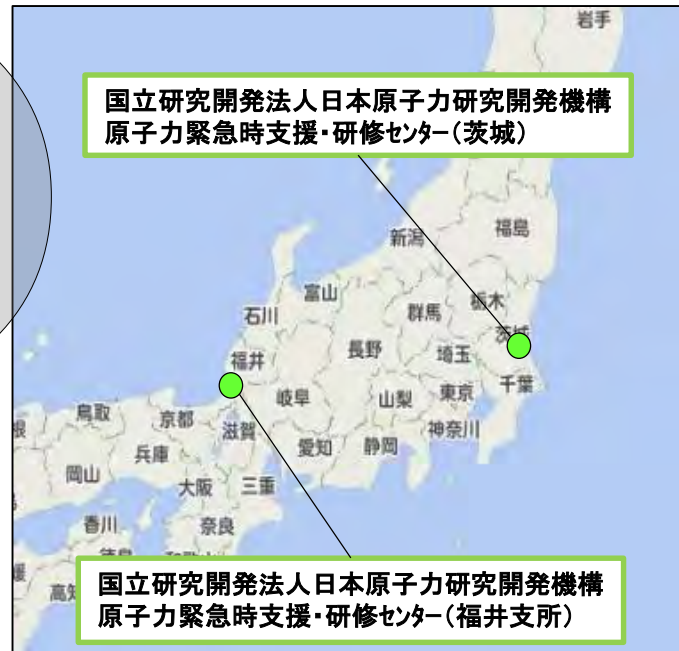 岩手
国立研究開発法人日本原子力研究開発機構
原子力緊急時支援・研修センター(茨城)
福島
新潟
富山
栃木
石川
群馬
茨城
長野
埼玉
福井
千葉
岐阜
山梨
東京
鳥取
京都
滋賀
神奈川
愛知
静岡
兵庫
岡山
大阪
三重
香川
奈良
国立研究開発法人日本原子力研究開発機構
原子力緊急時支援・研修センター(福井支所)